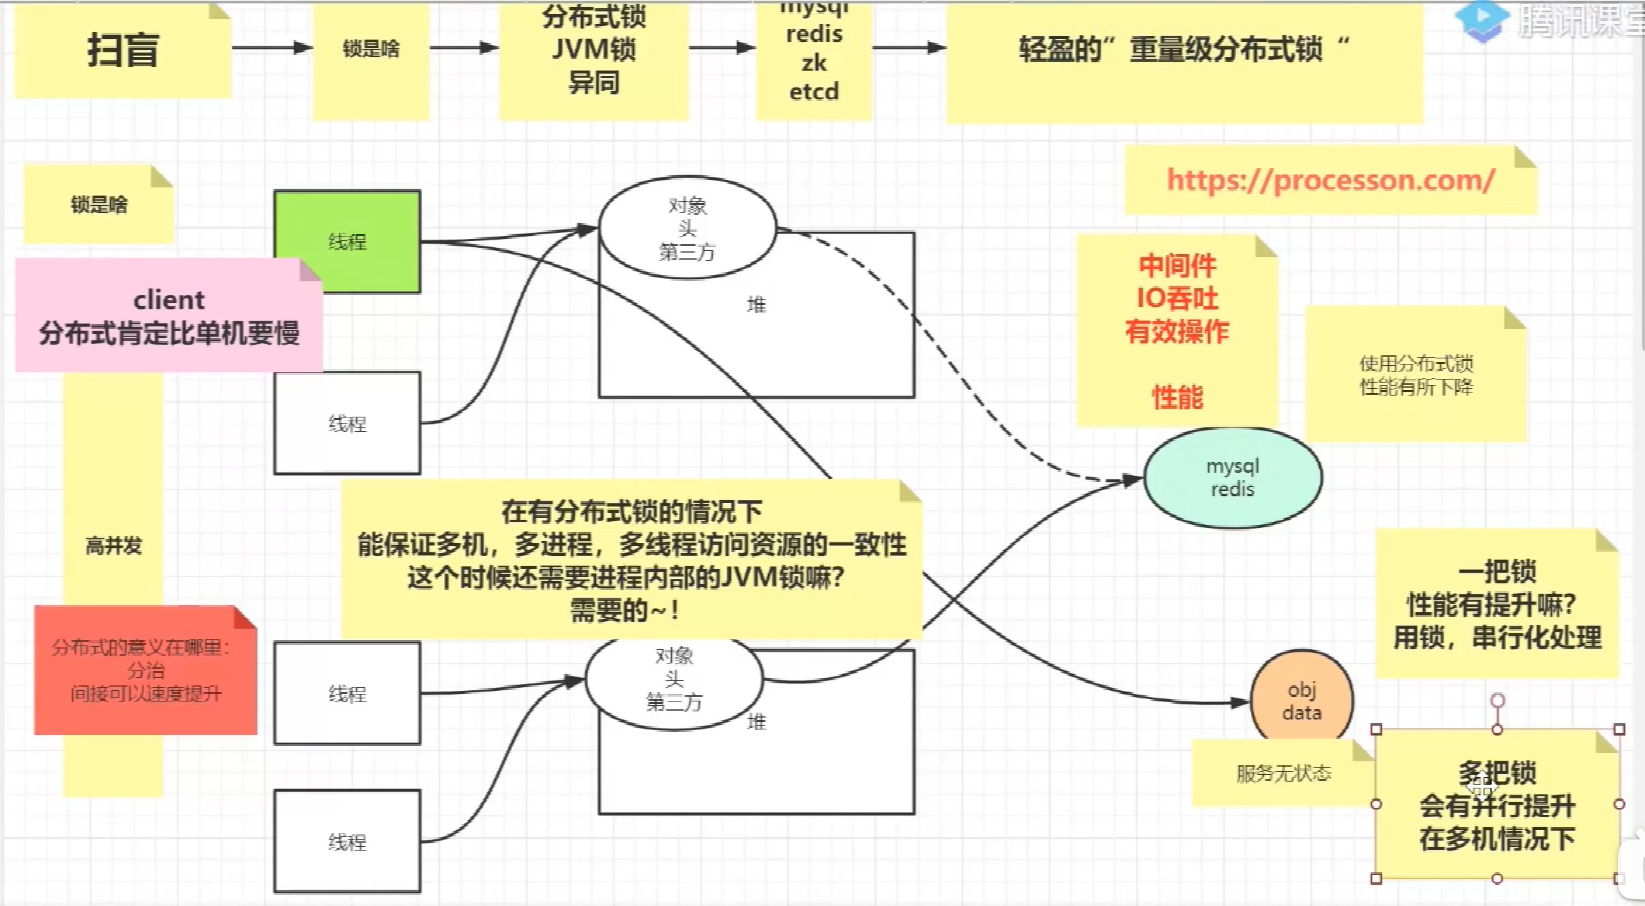 扫盲
锁是啥
分布式锁
JVM锁
异同
mysql
redis
zk
etcd
轻盈的”重量级分布式锁“
腾讯课堂
https://processon.com/
锁是啥
线程
对象
头
第三方
堆
client
分布式肯定比单机要慢
中间件
IO吞吐
有效操作
性能
使用分布式锁
性能有所下降
线程
mysql
redis
高并发
在有分布式锁的情况下
能保证多机，多进程，多线程访问资源的一致性
这个时候还需要进程内部的JVM锁嘛？
需要的~！
一把锁
性能有提升嘛？
用锁，串行化处理
分布式的意义在哪里：
分治
间接可以速度提升
线程
对象
头
第三方
堆
obj
data
服务无状态
多把锁
会有并行提升
在多机情况下
线程